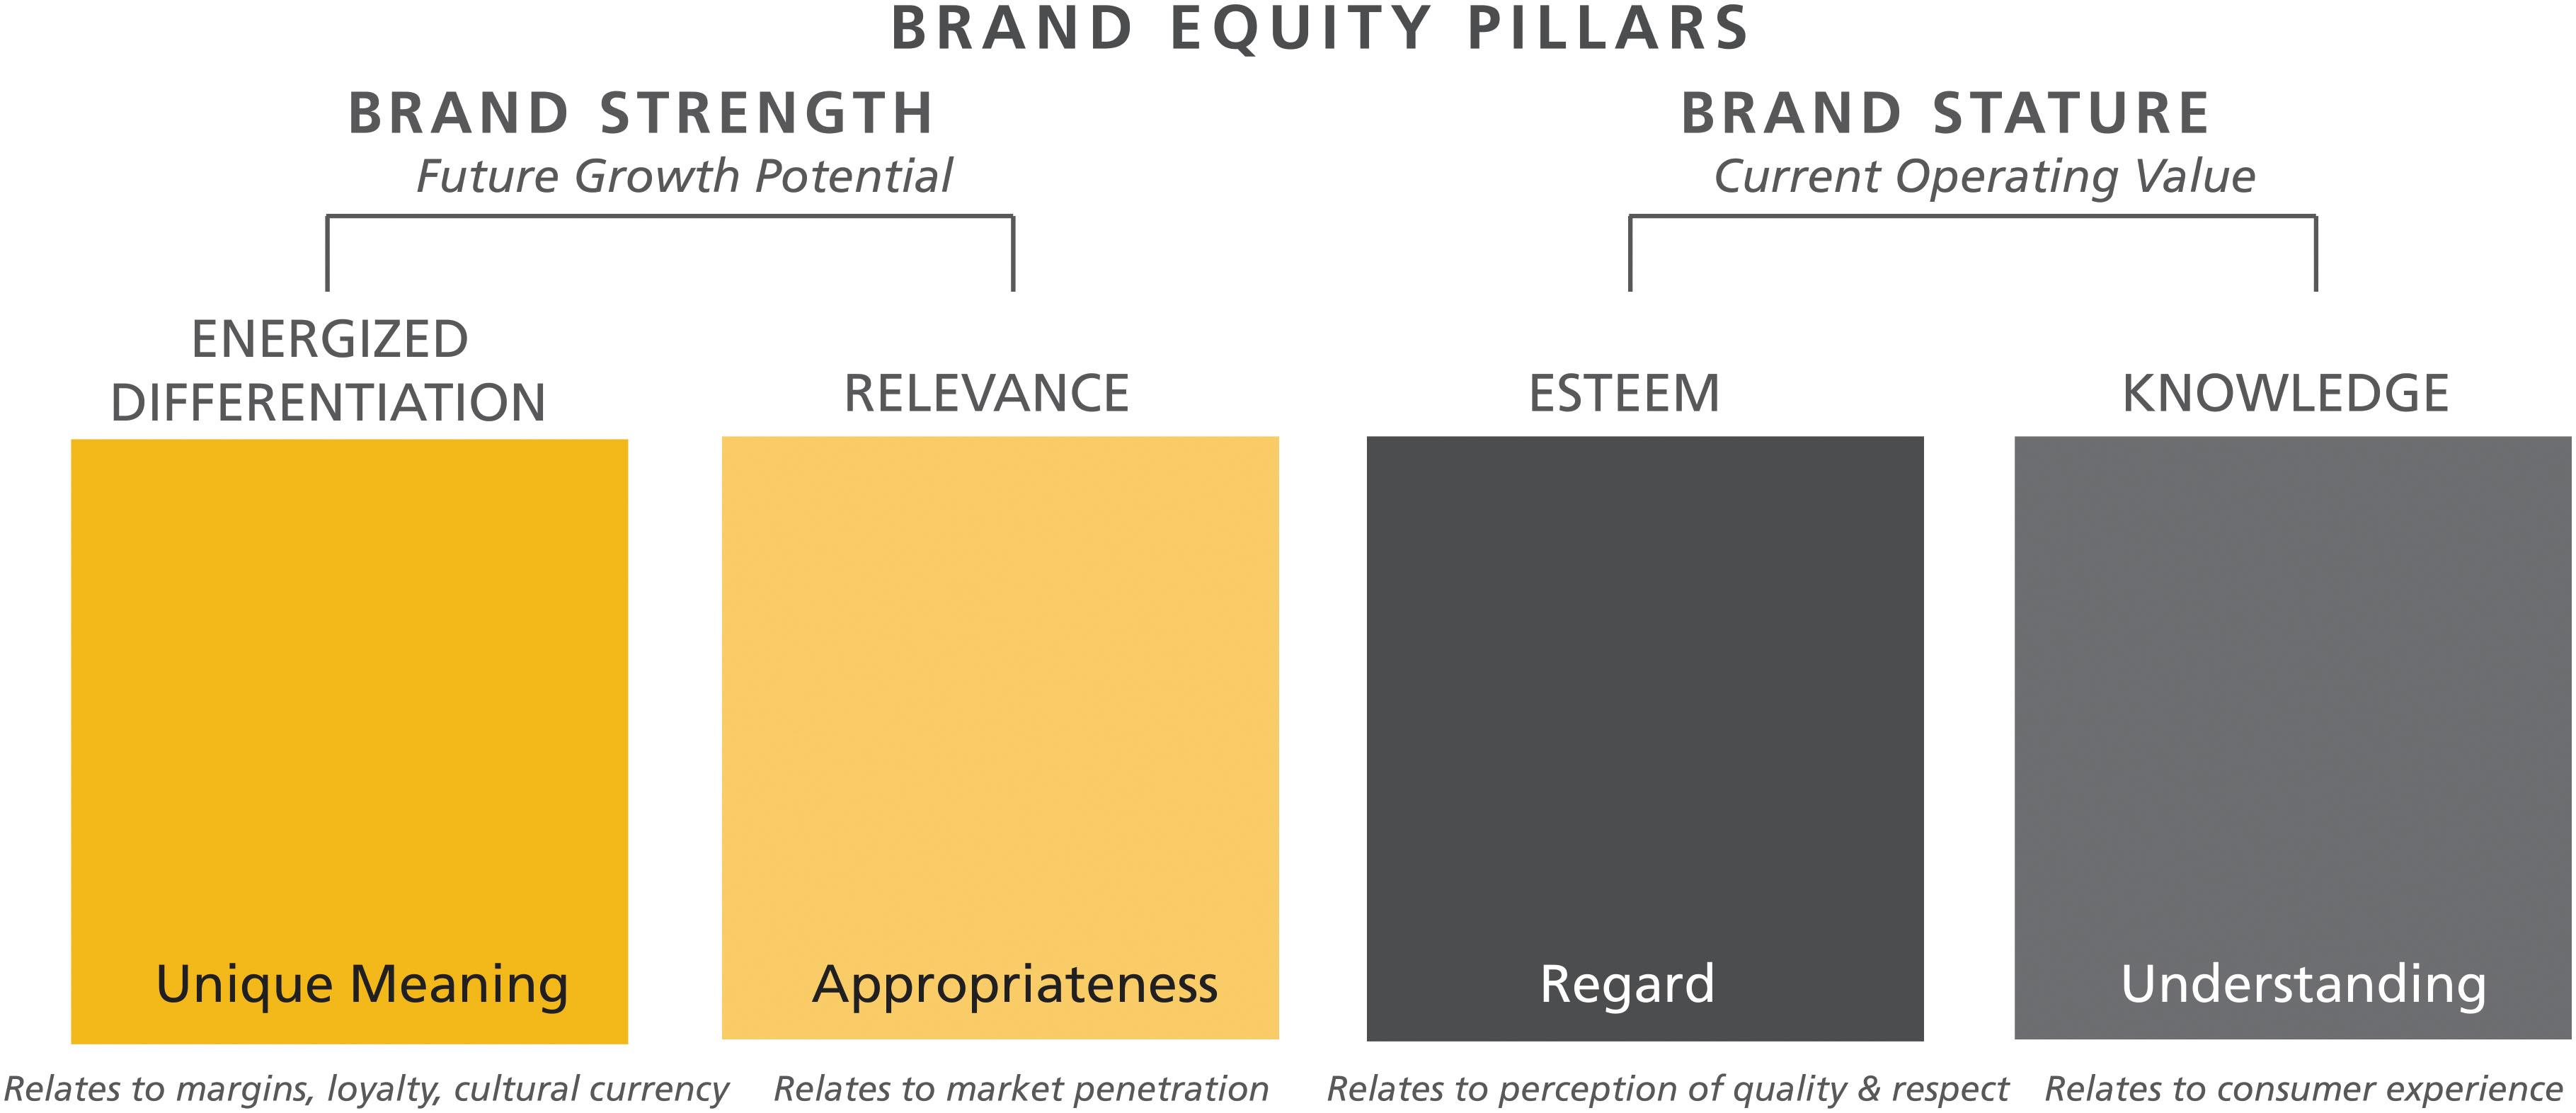 BRAND EQUITY PILLARS
BRAND STRENGTH
Future Growth Potential
BRAND STATURE
Current Operating Value
ENERGIZED
DIFFERENTIATION
RELEVANCE
ESTEEM
KNOWLEDGE
Unique Meaning
Appropriateness
Regard
Understanding
Relates to margins, loyalty, cultural currency
Relates to market penetration
Relates to perception of quality & respect
Relates to consumer experience